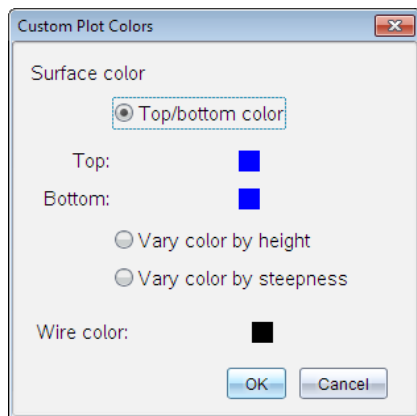 Custom Plot Colors
Surface color
Top/bottom color
Top:
Bottom:
Vary color by height
Vary color by steepness
Wire color:
OK Cancel